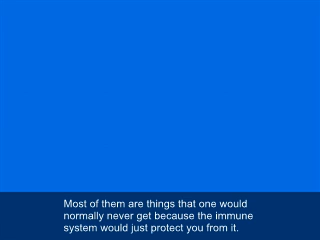 Most of them are things that one would
normally never get because the immune
system would just protect you from it.